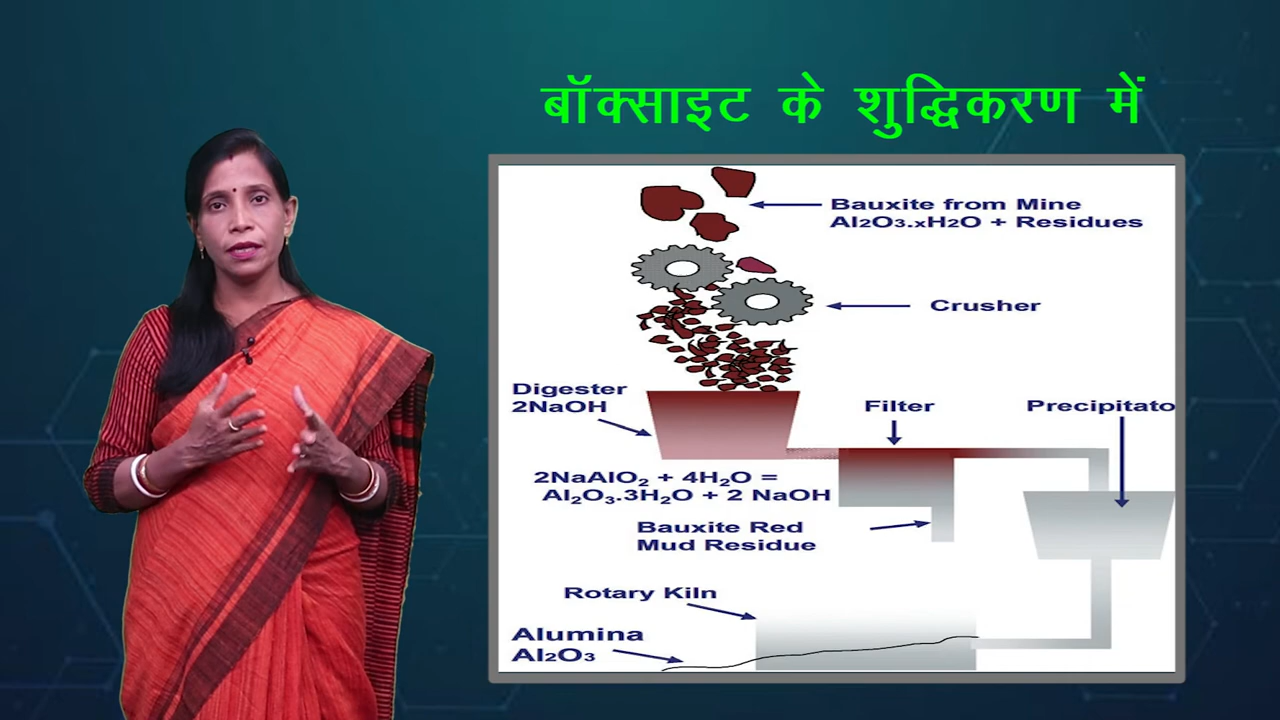 बॉक्साइट के शुद्धिकरण में
Bauxite from Mine
Al2O3.xH2O + Residues
Crusher
Digester
2NaOH
Filter
Precipitato
2NaAlO2 + 4H2O =
Al2O3.3H2O + 2 NaOH
Bauxite Red
Mud Residue
Rotary Kiln
Alumina
Al2O3